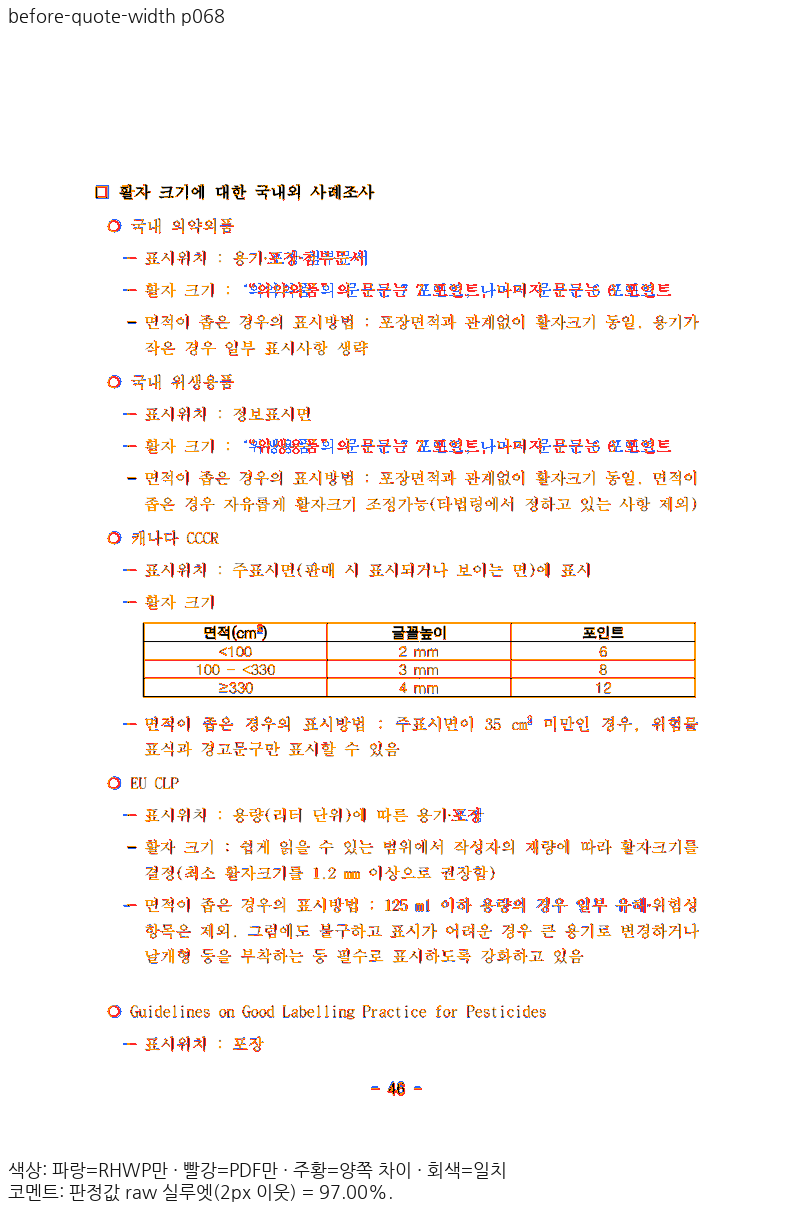 before-quote-width p068
□ 활자 크기에 대한 국내외 사례조사
○ 국내 의약외품
- 표시위치 : 용기·포장·첨부문서
- 활자 크기 :
- 면적이 좁은 경우의 표시방법 : 포장면적과 관계없이 활자크기 동일, 용기가
작은 경우 일부 표시사항 생략
○ 국내 위생용품
- 표시위치 : 정보표시면
- 활자 크기 :
- 면적이 좁은 경우의 표시방법 : 포장면적과 관계없이 활자크기 동일, 면적이
좁은 경우 자유롭게 활자크기 조정가능(타법령에서 정하고 있는 사항 제외)
○ 캐나다 CCCR
- 표시위치 : 주표시면(판매 시 표시되거나 보이는 면)에 표시
- 활자 크기
면적(cm²) 글꼴높이 포인트
<100 2 mm 6
100 - <330 3 mm 8
≥330 4 mm 12
- 면적이 좁은 경우의 표시방법 : 주표시면이 35 cm² 미만인 경우, 위험물
표식과 경고문구만 표시할 수 있음
○ EU CLP
- 표시위치 : 용량(리터 단위)에 따른 용기·포장
- 활자 크기 : 쉽게 읽을 수 있는 범위에서 작성자의 재량에 따라 활자크기를
결정(최소 활자크기를 1.2 mm 이상으로 권장함)
- 면적이 좁은 경우의 표시방법 : 125 ml 이하 용량의 경우 일부 유해·위험성
항목은 제외. 그럼에도 불구하고 표시가 어려운 경우 큰 용기로 변경하거나
날개형 등을 부착하는 등 필수로 표시하도록 강화하고 있음
○ Guidelines on Good Labelling Practice for Pesticides
- 표시위치 : 포장
- 46 -
색상: 파랑=RHWP만 · 빨강=PDF만 · 주황=양쪽 차이 · 회색=일치
코멘트: 판정값 raw 실루엣(2px 이웃) = 97.00%.